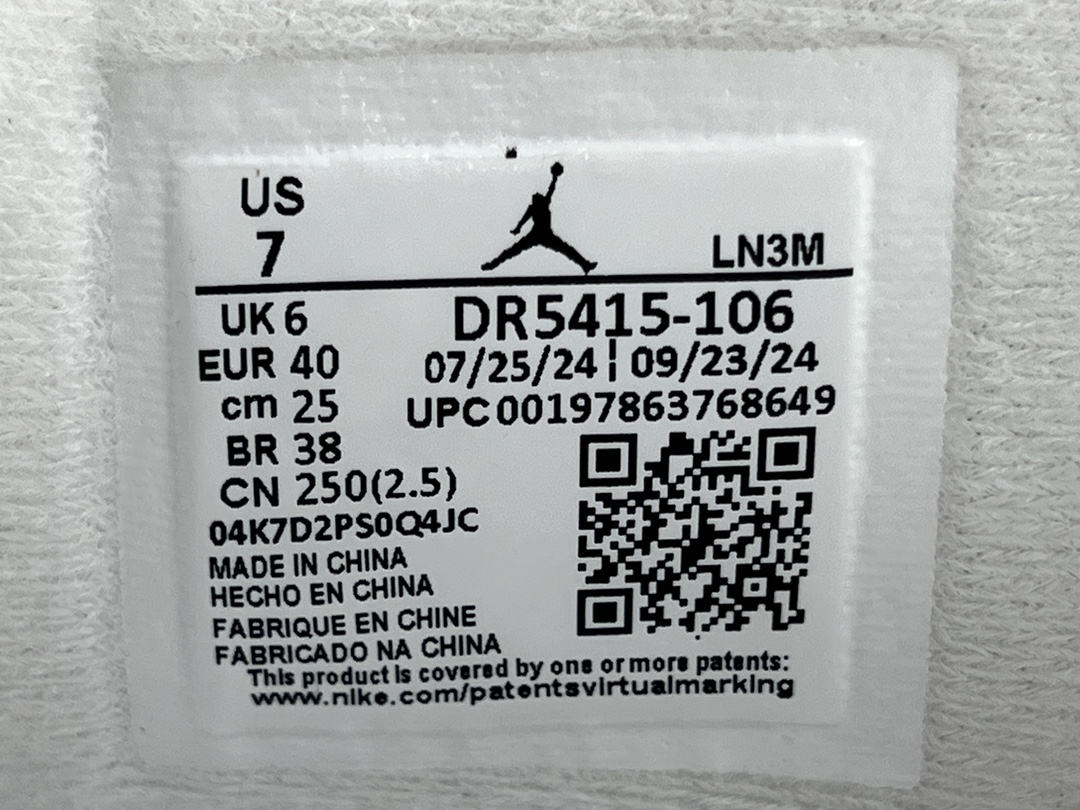 US
7
LN3M
UK 6
EUR 40
cm 25
BR 38
CN 250(2.5)
DR5415-106
07/25/24 | 09/23/24
UPC00197863768649
04K7D2PS0Q4JC
MADE IN CHINA
HECHO EN CHINA
FABRIQUE EN CHINE
FABRICADO NA CHINA
This product is covered by one or more patents:
www.nike.com/patentsvirtualmarking